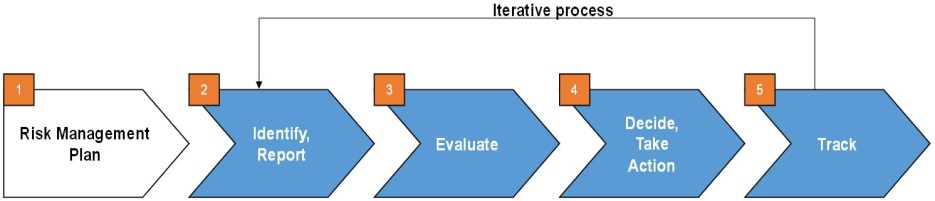 Iterative process
1
Risk Management
Plan
2
Identify,
Report
3
Evaluate
4
Decide,
Take
Action
5
Track